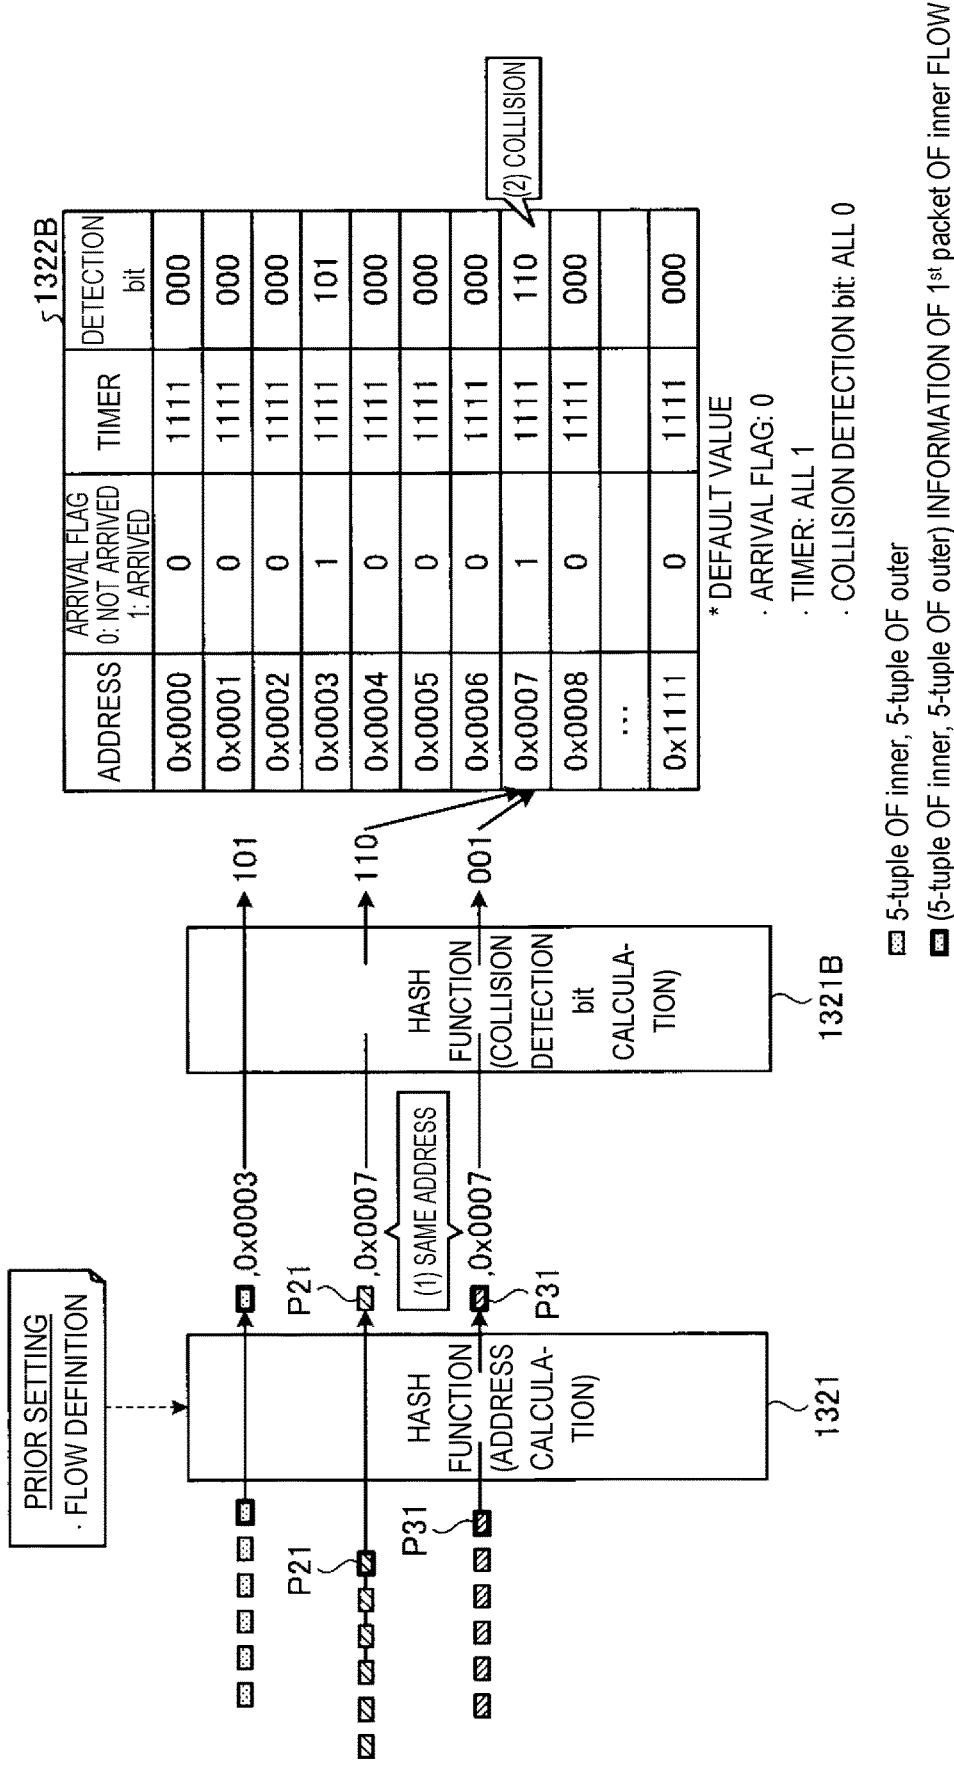 PRIOR SETTING
· FLOW DEFINITION
P21
P31
HASH
FUNCTION
(ADDRESS
CALCULA-
TION)
1321
,0x0003
P21
,0x0007
(1) SAME ADDRESS
,0x0007
P31
HASH
FUNCTION
(COLLISION
DETECTION
bit
CALCULA-
TION)
1321B
101
110
001
1322B
ADDRESS
ARRIVAL FLAG
0: NOT ARRIVED
1: ARRIVED
TIMER
DETECTION
bit
0x0000 0 1111 000
0x0001 0 1111 000
0x0002 0 1111 000
0x0003 1 1111 101
0x0004 0 1111 000
0x0005 0 1111 000
0x0006 0 1111 000
0x0007 1 1111 110
0x0008 0 1111 000
...
0x1111 0 1111 000
(2) COLLISION
* DEFAULT VALUE
· ARRIVAL FLAG: 0
· TIMER: ALL 1
· COLLISION DETECTION bit: ALL 0
5-tuple OF inner, 5-tuple OF outer
(5-tuple OF inner, 5-tuple OF outer) INFORMATION OF 1st packet OF inner FLOW